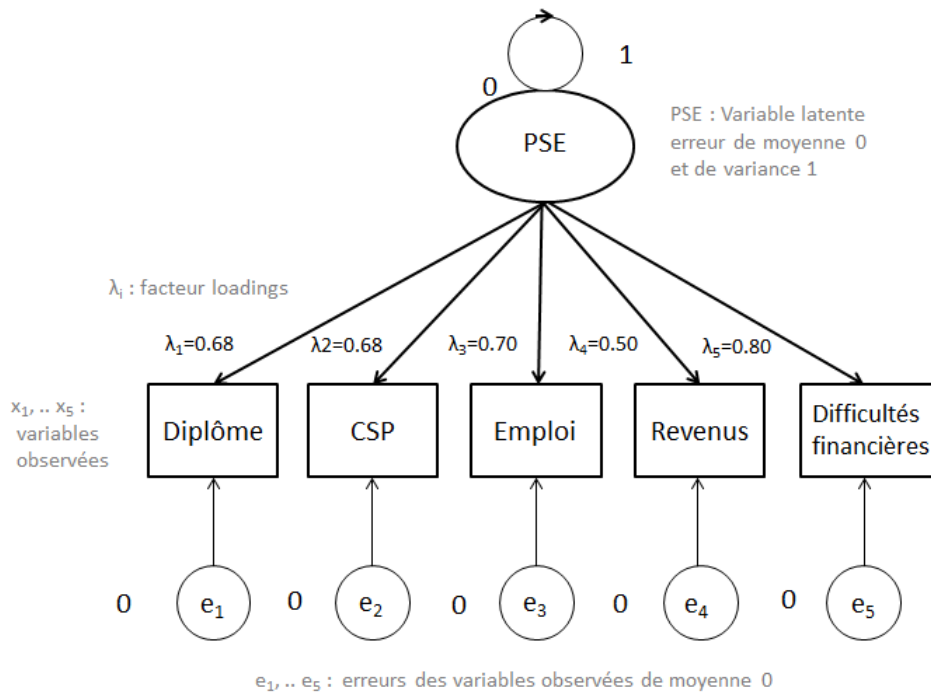 1
0
PSE
PSE : Variable latente
erreur de moyenne 0
et de variance 1
λi : facteur loadings
λ1=0.68
λ2=0.68
λ3=0.70
λ4=0.50
λ5=0.80
x1, .. x5 :
variables
observées
Diplôme
CSP
Emploi
Revenus
Difficultés
financières
0
e1
0
e2
0
e3
0
e4
0
e5
e1, .. e5 : erreurs des variables observées de moyenne 0